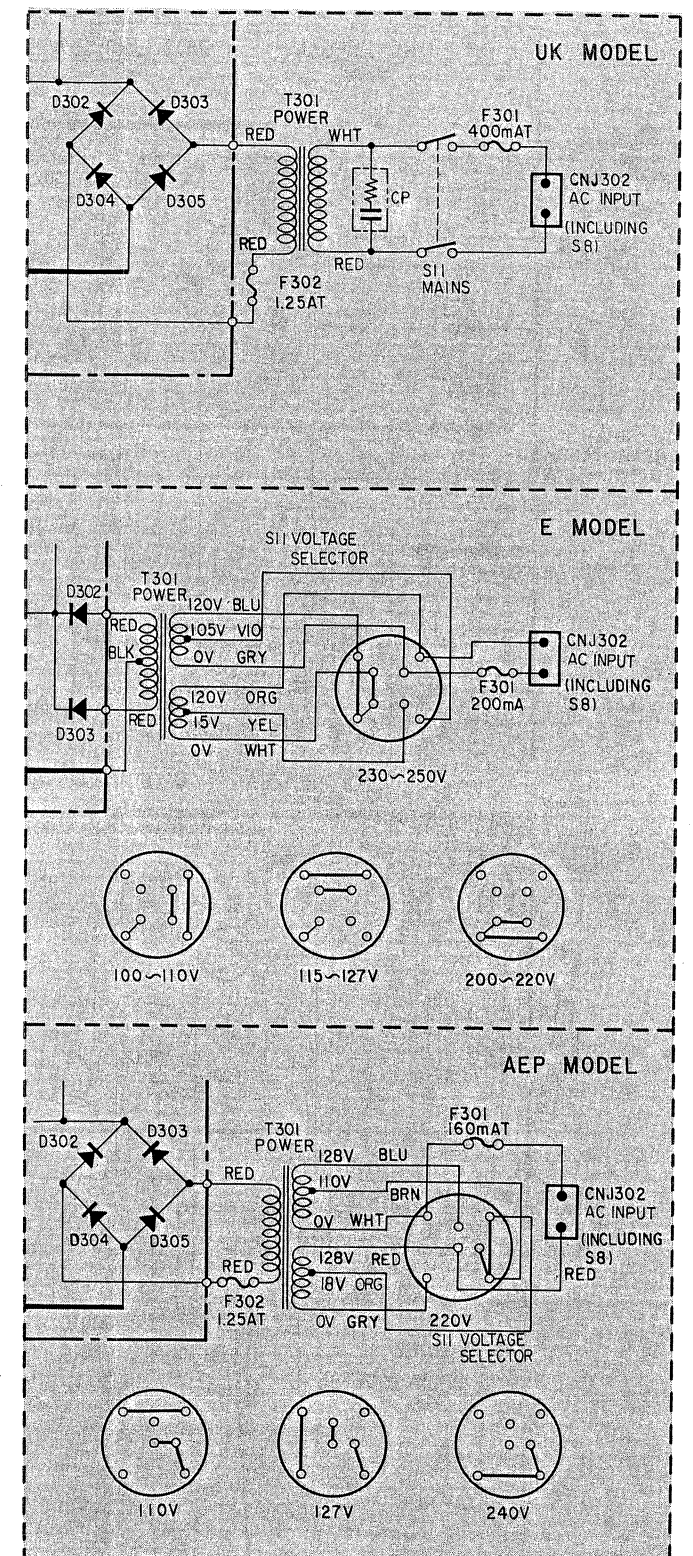 UK MODEL
D302
D303
D304
D305
T301
POWER
RED
WHT
RED
RED
F302
1.25AT
CP
F301
400mAT
S11
MAINS
CNJ302
AC INPUT
(INCLUDING
S8)
E MODEL
S11 VOLTAGE
SELECTOR
D302
D303
T301
POWER
RED
BLK
RED
120V BLU
105V VIO
0V GRY
120V ORG
15V YEL
0V WHT
230~250V
F301
200mA
CNJ302
AC INPUT
(INCLUDING
S8)
100~110V
115~127V
200~220V
AEP MODEL
D302
D303
D304
D305
T301
POWER
RED
RED
F302
1.25AT
128V BLU
110V BRN
0V WHT
128V RED
18V ORG
0V GRY
F301
160mAT
CNJ302
AC INPUT
(INCLUDING
S8)
RED
220V
S11 VOLTAGE
SELECTOR
110V
127V
240V